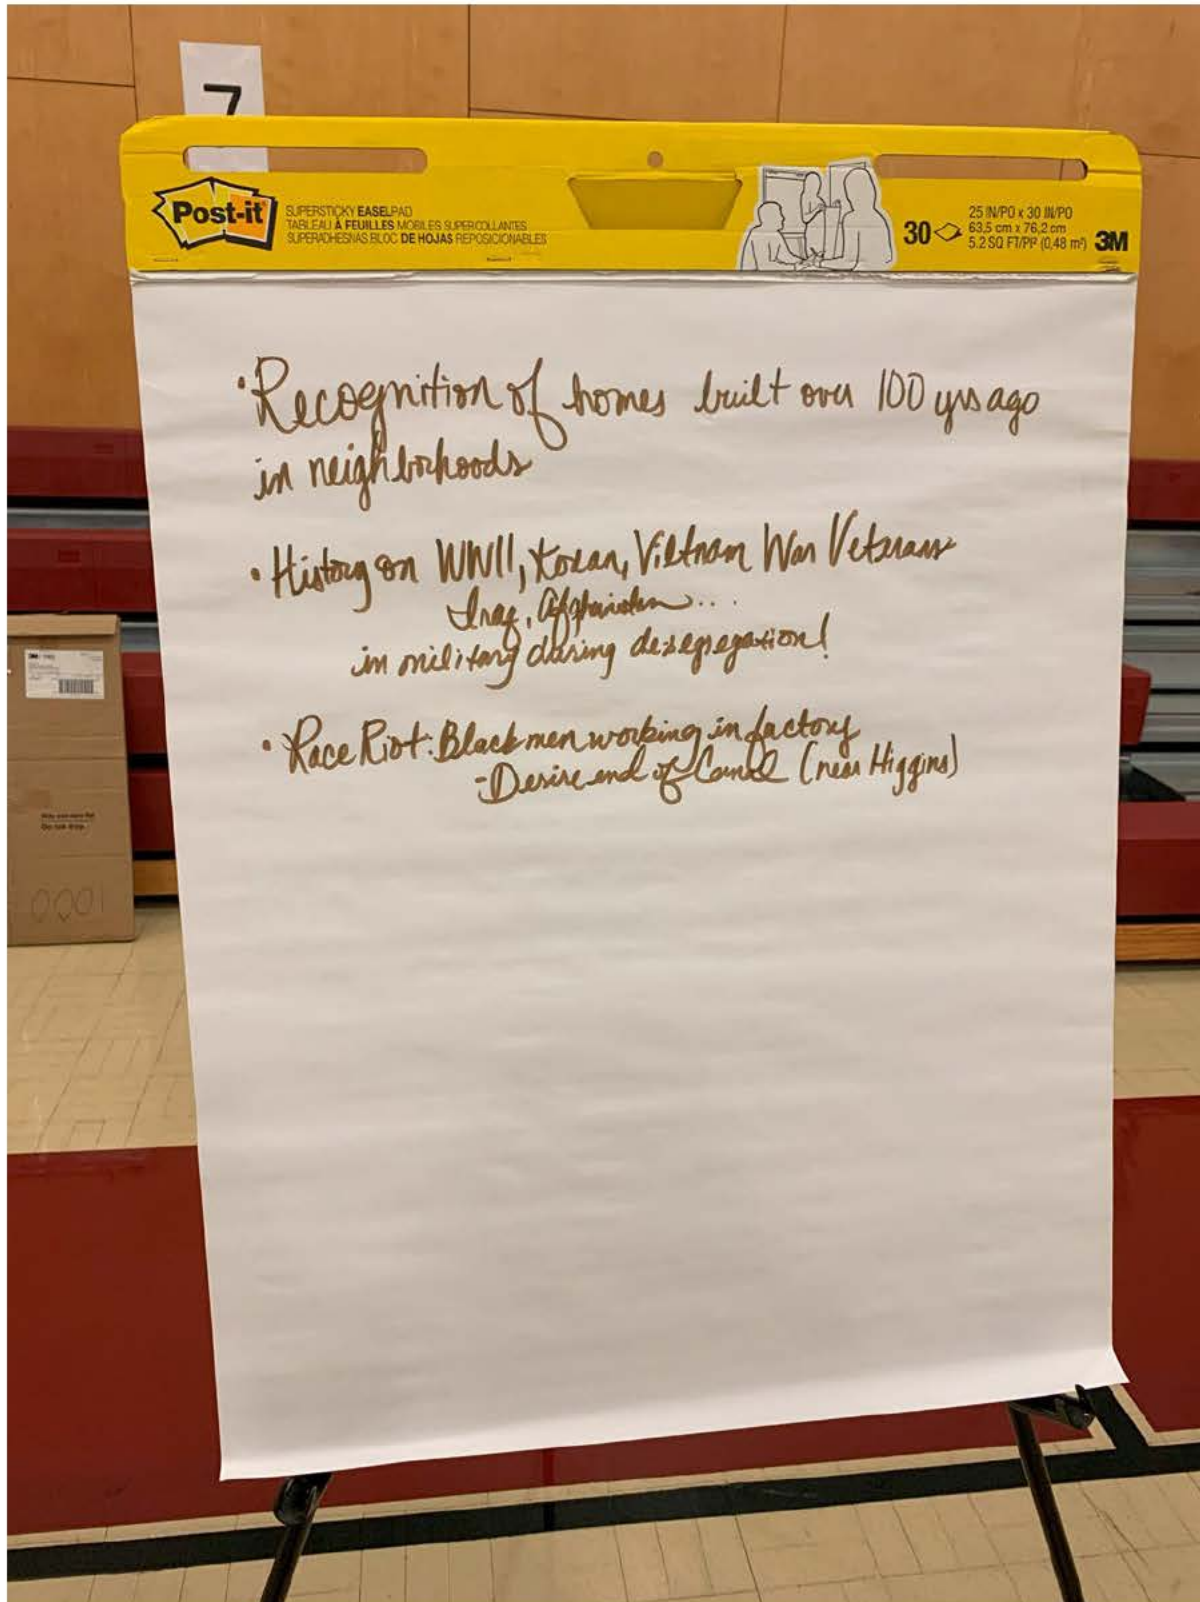 7
Post-it
SUPERSTICKY EASELPAD
TABLEAU À FEUILLES MOBILES SUPERCOLLANTES
SUPERADHESNAS BLOC DE HOJAS REPOSICIONABLES
30
25 IN/PO x 30 IN/PO
63,5 cm x 76,2 cm
5.2 SQ FT/PI² (0,48 m²)
3M
• Recognition of homes built over 100 yrs ago
in neighborhoods
• History on WWII, Korean, Vietnam War Veterans
Iraq, Afghanistan...
in military during desegregation!
• Race Riot: Black men working in factory
- Desire end of Canal (near Higgins)
0001